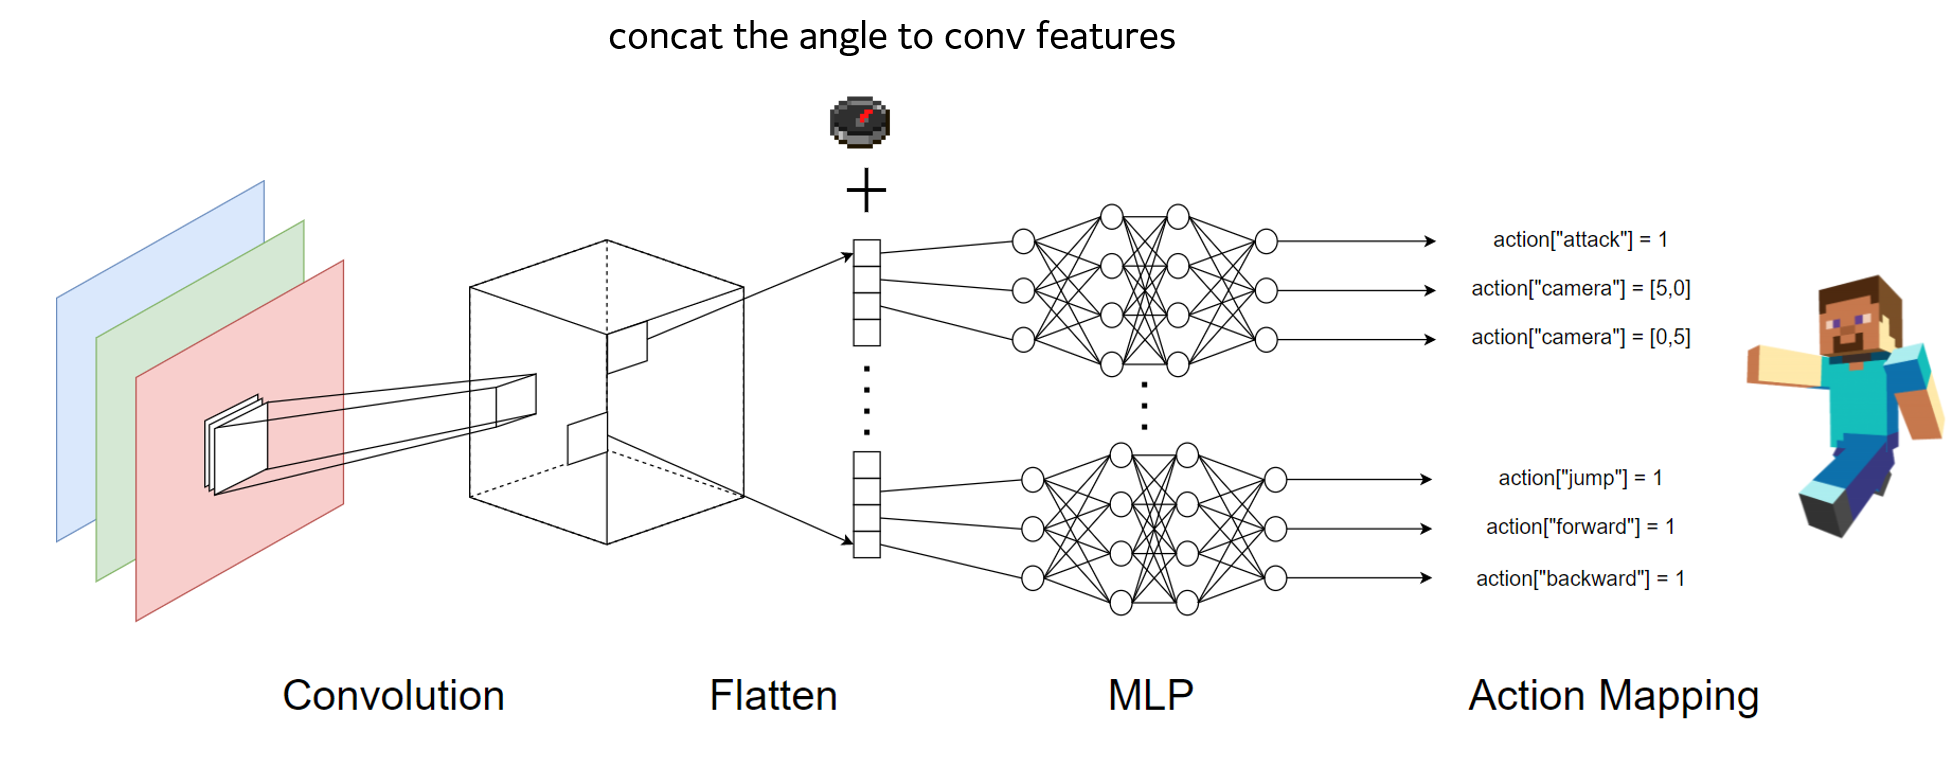 concat the angle to conv features
action["attack"] = 1
action["camera"] = [5,0]
action["camera"] = [0,5]
action["jump"] = 1
action["forward"] = 1
action["backward"] = 1
Convolution
Flatten
MLP
Action Mapping